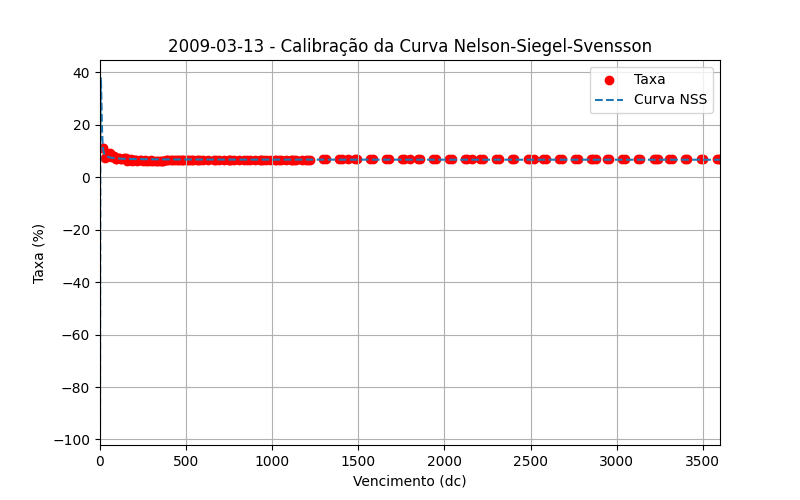 2009-03-13 - Calibração da Curva Nelson-Siegel-Svensson
Taxa
Curva NSS
Taxa (%)
40
20
0
−20
−40
−60
−80
−100
0 500 1000 1500 2000 2500 3000 3500
Vencimento (dc)